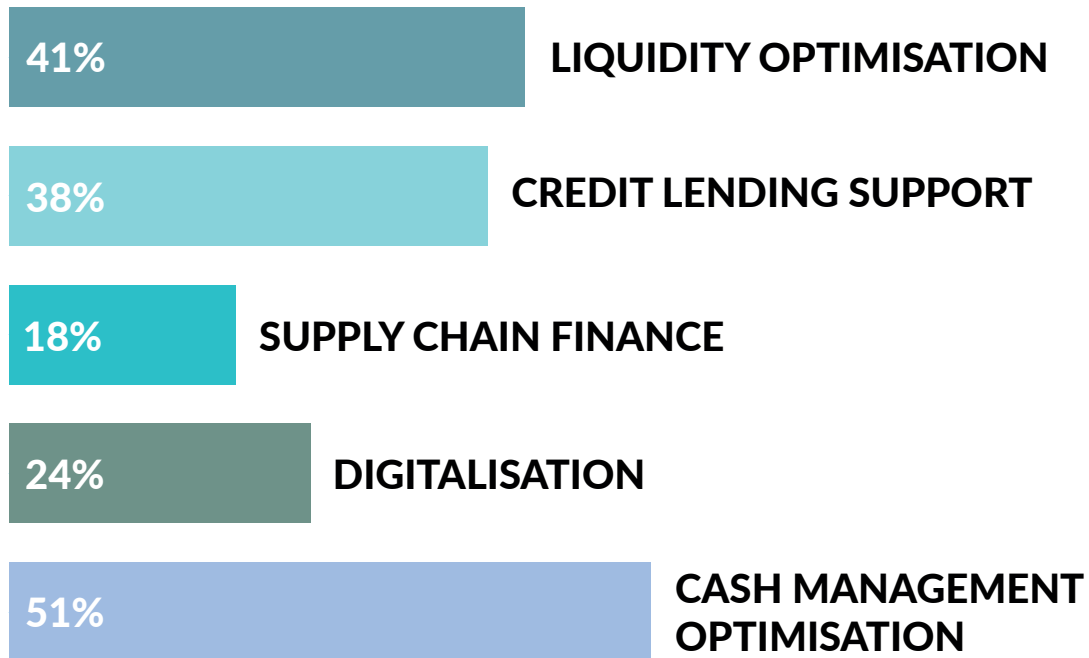 41% LIQUIDITY OPTIMISATION
38% CREDIT LENDING SUPPORT
18% SUPPLY CHAIN FINANCE
24% DIGITALISATION
51% CASH MANAGEMENT
OPTIMISATION